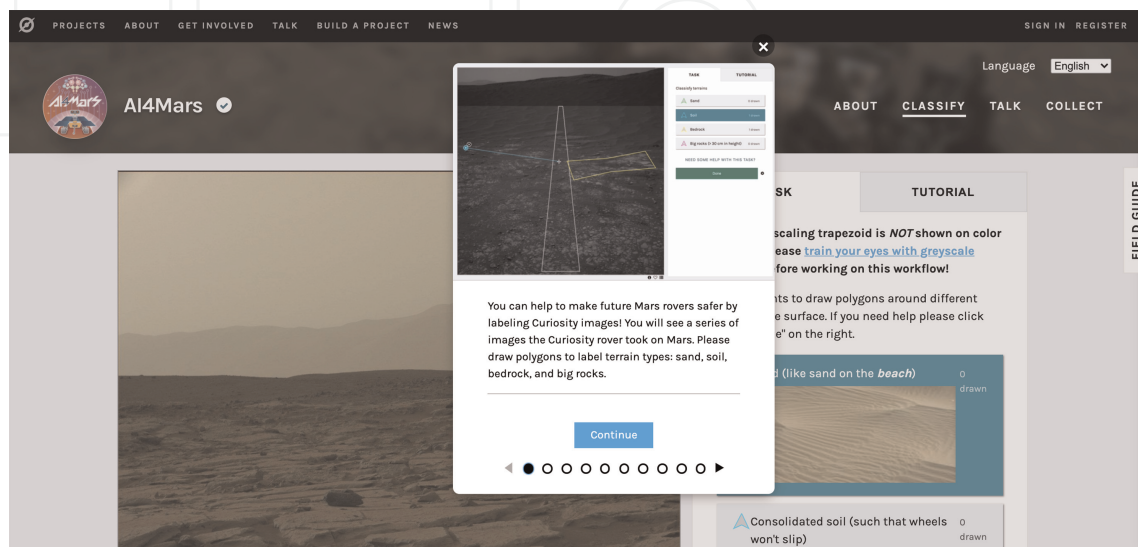 PROJECTS ABOUT GET INVOLVED TALK BUILD A PROJECT NEWS
SIGN IN REGISTER
Language English
AI4Mars
AI4Mars
ABOUT CLASSIFY TALK COLLECT
TASK TUTORIAL
Classify terrains
Sand
Soil
Bedrock
Big rocks (> 30 cm in height)
NEED SOME HELP WITH THIS TASK?
Done
You can help to make future Mars rovers safer by
labeling Curiosity images! You will see a series of
images the Curiosity rover took on Mars. Please
draw polygons to label terrain types: sand, soil,
bedrock, and big rocks.
Continue
SK TUTORIAL
scaling trapezoid is NOT shown on color
ease train your eyes with greyscale
fore working on this workflow!
nts to draw polygons around different
e surface. If you need help please click
e" on the right.
d (like sand on the beach) 0
drawn
Consolidated soil (such that wheels 0
won't slip) drawn
FIELD GUIDE